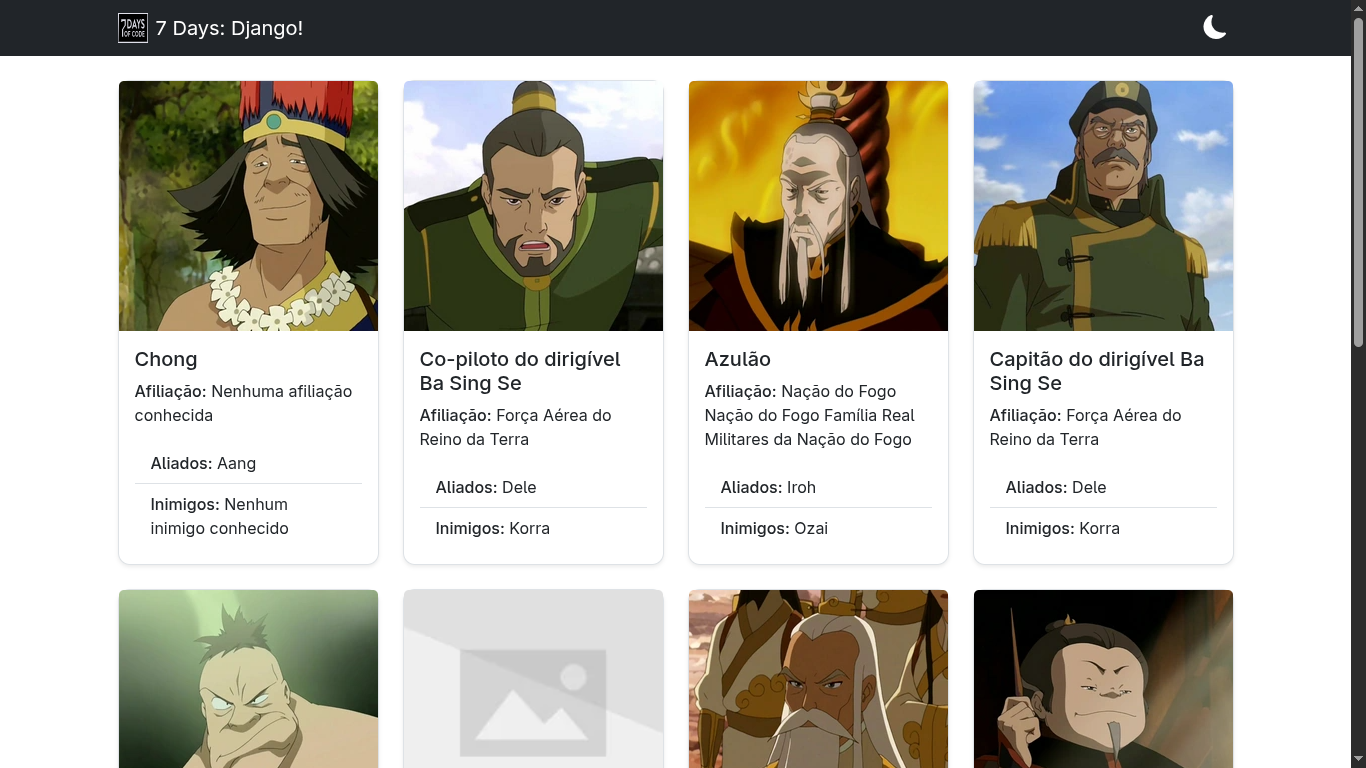 7DAYS
OF CODE
7 Days: Django!
Chong
Afiliação: Nenhuma afiliação
conhecida
Aliados: Aang
Inimigos: Nenhum
inimigo conhecido
Co-piloto do dirigível
Ba Sing Se
Afiliação: Força Aérea do
Reino da Terra
Aliados: Dele
Inimigos: Korra
Azulão
Afiliação: Nação do Fogo
Nação do Fogo Família Real
Militares da Nação do Fogo
Aliados: Iroh
Inimigos: Ozai
Capitão do dirigível Ba
Sing Se
Afiliação: Força Aérea do
Reino da Terra
Aliados: Dele
Inimigos: Korra